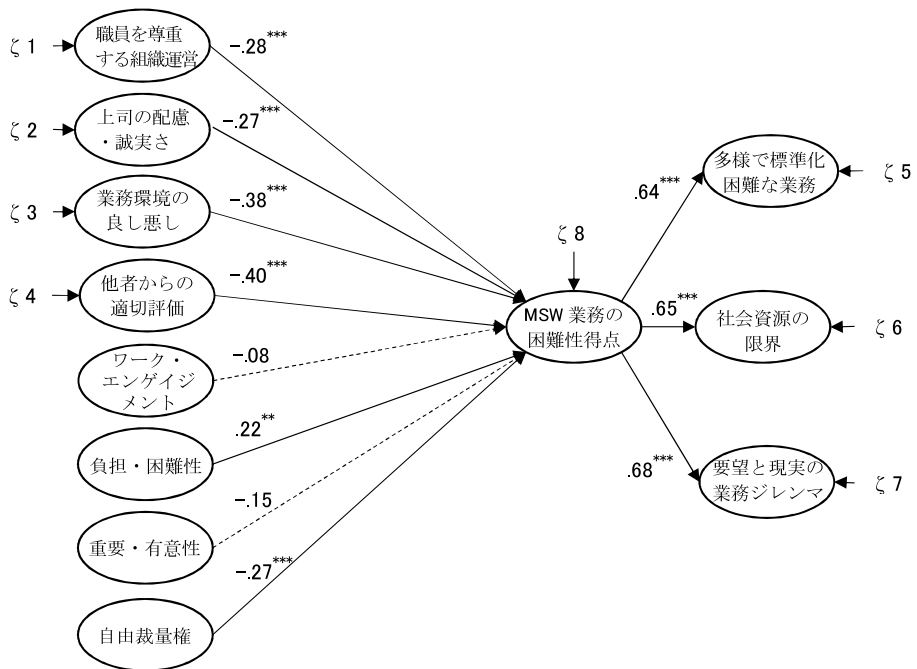 ζ1
職員を尊重
する組織運営
-.28***
ζ2
上司の配慮
・誠実さ
-.27***
ζ3
業務環境の
良し悪し
-.38***
ζ4
他者からの
適切評価
-.40***
ワーク・
エンゲイジ
メント
-.08
負担・困難性
.22**
重要・有意性
-.15
自由裁量権
-.27***
ζ8
MSW業務の
困難性得点
.64***
多様で標準化
困難な業務
ζ5
.65***
社会資源の
限界
ζ6
.68***
要望と現実の
業務ジレンマ
ζ7